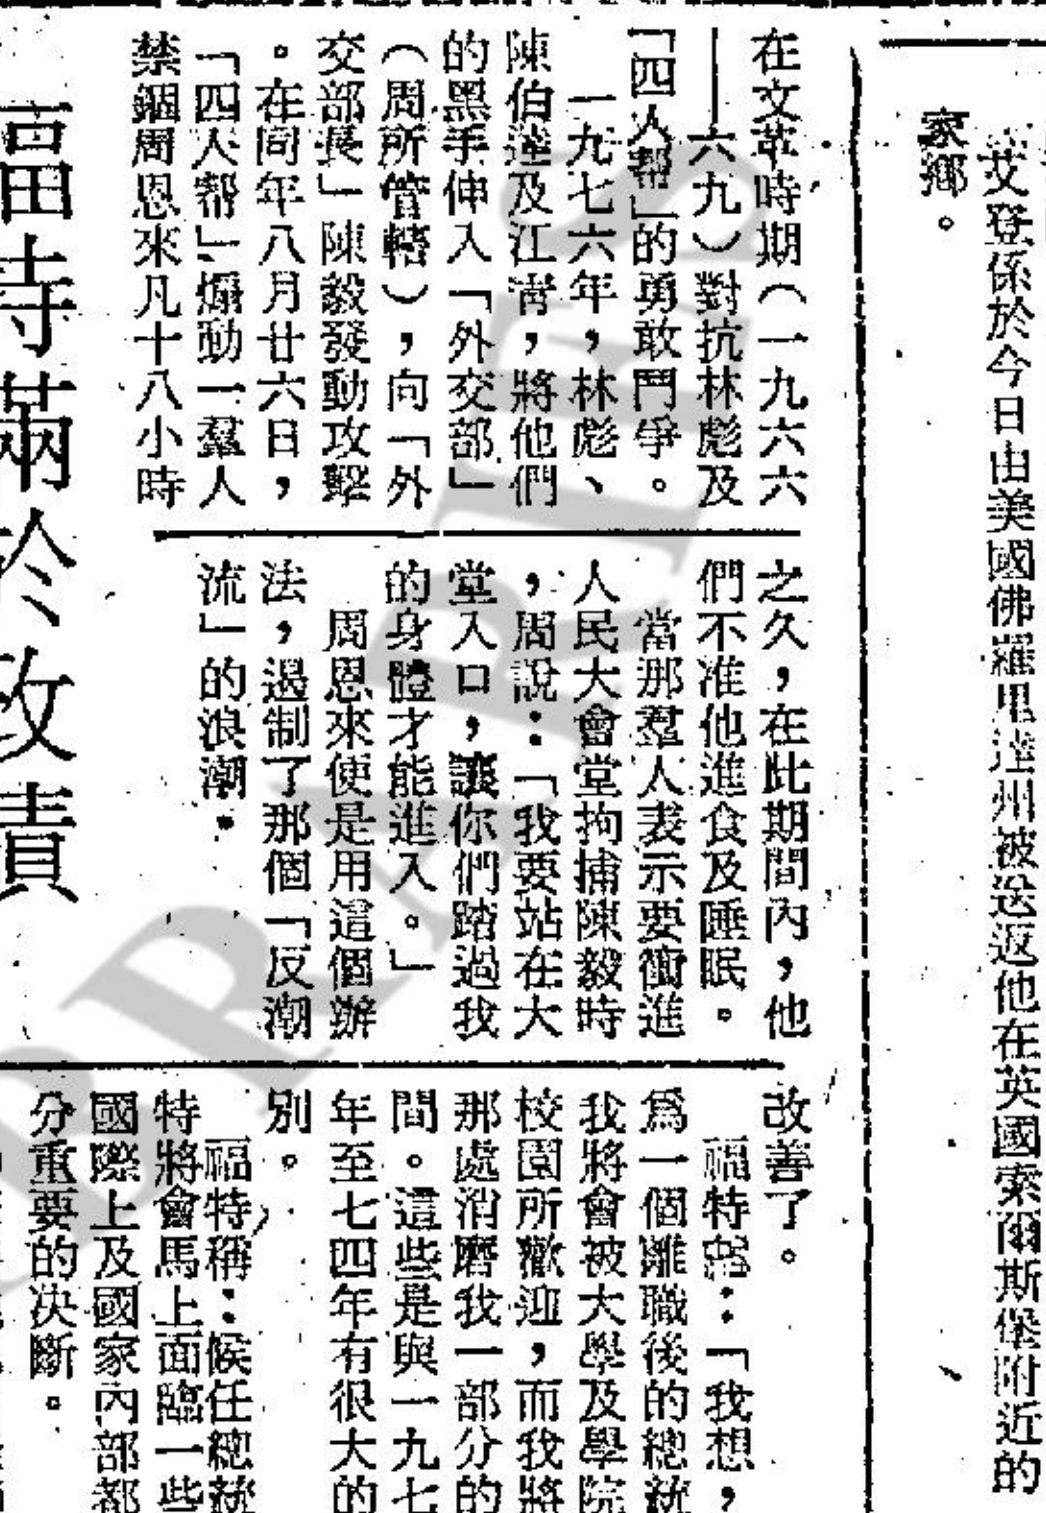 艾登係於今日由美國佛羅里達州被送返他在英國索爾斯堡附近的
家鄉。
在文革時期（一九六六
——六九）對抗林彪及
「四人幫」的勇敢鬥爭。
一九七六年，林彪、
陳伯達及江青，將他們
的黑手伸入「外交部」
（周所管轄），向「外
交部長」陳毅發動攻擊
。在同年八月廿六日，
「四人幫」煽動一羣人
禁錮周恩來凡十八小時
之久，在此期間內，他
們不准他進食及睡眠。
當那羣人表示要衝進
人民大會堂拘捕陳毅時
，周說：「我要站在大
堂入口，讓你們踏過我
的身體才能進入。」
周恩來便是用這個辦
法，遏制了那個「反潮
流」的浪潮。
改善了。
福特說：「我想，
爲一個離職後的總統
我將會被大學及學院
校園所歡迎，而我將
那處消磨我一部分的
間。這些是與一九七
年至七四年有很大的
別。
福特稱：候任總統
特將會馬上面臨一些
國際上及國家內部都
分重要的决斷。
福特滿於政績
ARIES